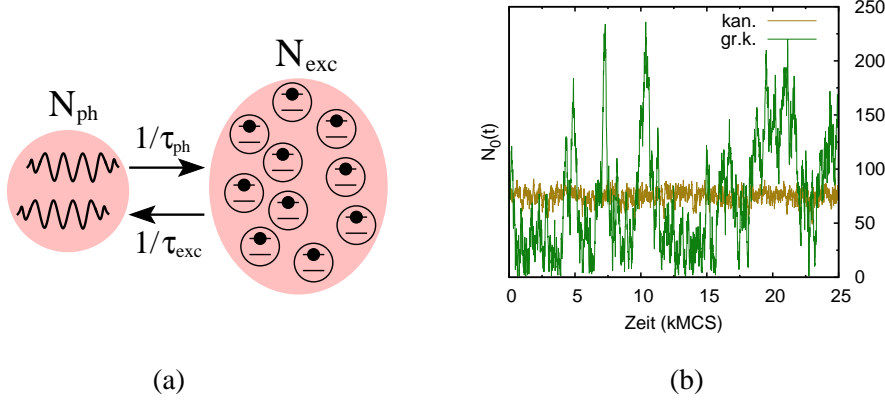 N_ph
N_exc
1/τ_ph
1/τ_exc
(a)
kan.
gr.k.
N_0(t)
250
200
150
100
50
0
0 5 10 15 20 25
Zeit (kMCS)
(b)